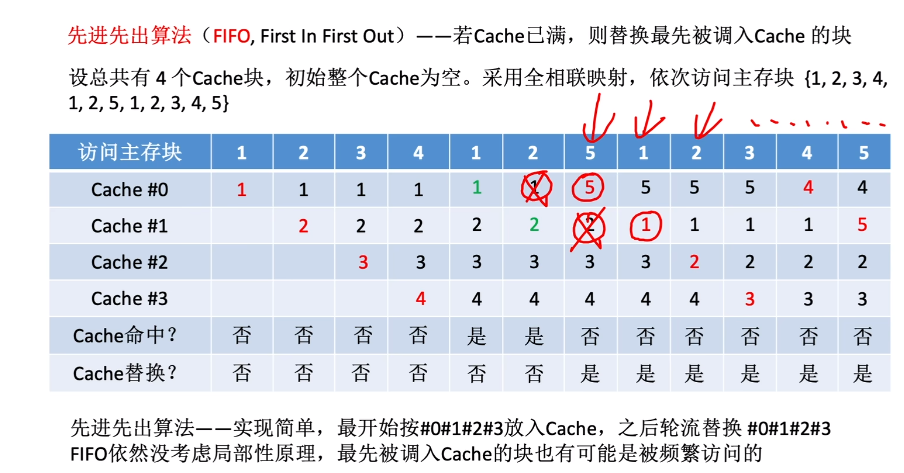 先进先出算法（FIFO, First In First Out）——若Cache已满，则替换最先被调入Cache 的块
设总共有 4 个Cache块，初始整个Cache为空。采用全相联映射，依次访问主存块 {1, 2, 3, 4,
1, 2, 5, 1, 2, 3, 4, 5}
访问主存块 1 2 3 4 1 2 5 1 2 3 4 5
Cache #0 1 1 1 1 1 1 5 5 5 5 4 4
Cache #1 2 2 2 2 2 2 1 1 1 1 5
Cache #2 3 3 3 3 3 3 2 2 2 2
Cache #3 4 4 4 4 4 4 3 3 3
Cache命中？ 否 否 否 否 是 是 否 否 否 否 否 否
Cache替换？ 否 否 否 否 否 否 是 是 是 是 是 是
先进先出算法——实现简单，最开始按#0#1#2#3放入Cache，之后轮流替换 #0#1#2#3
FIFO依然没考虑局部性原理，最先被调入Cache的块也有可能是被频繁访问的